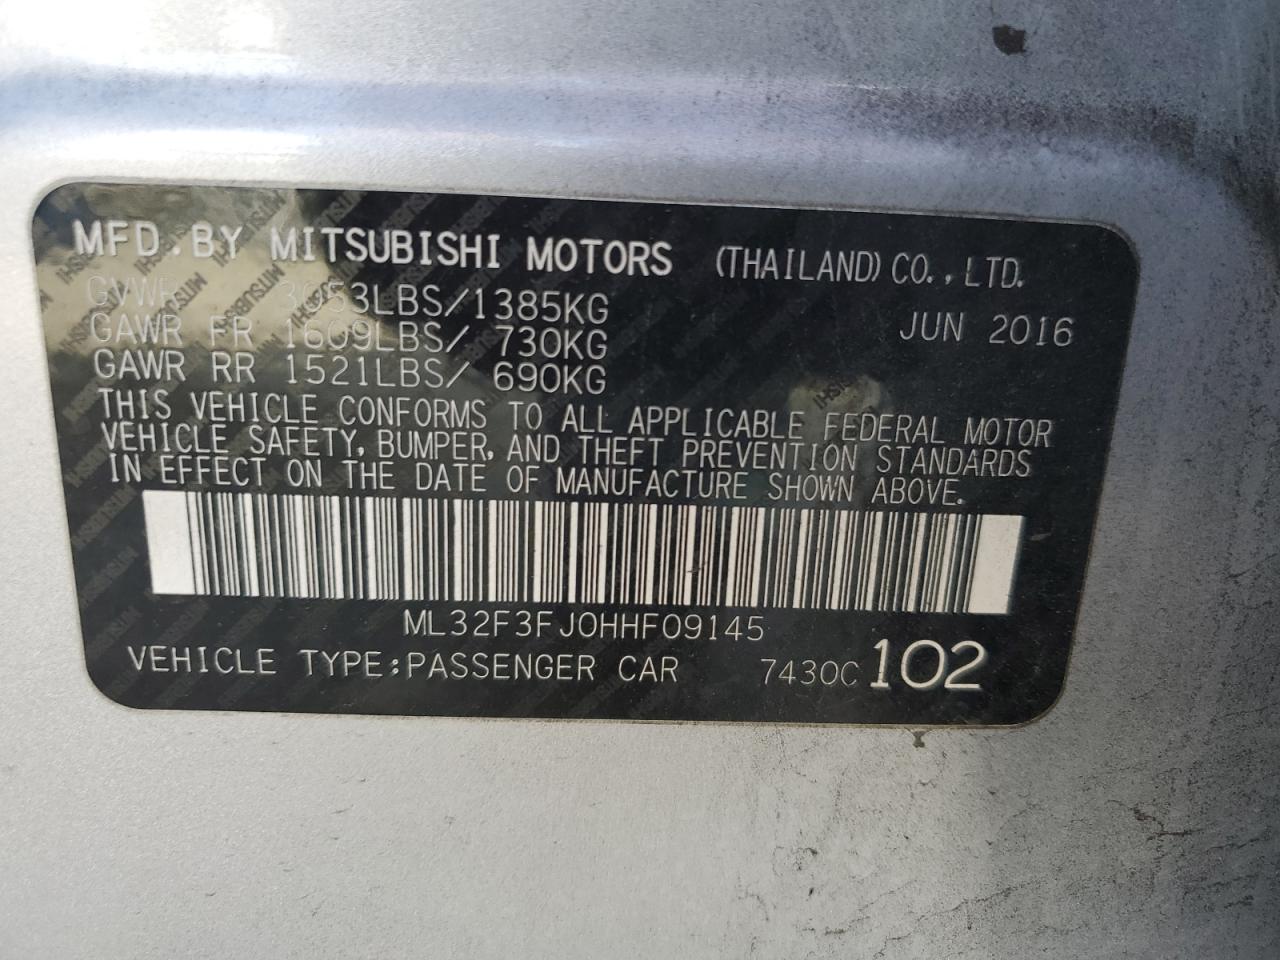 MFD. BY MITSUBISHI MOTORS (THAILAND) CO., LTD.
GVWR 3053LBS/1385KG
JUN 2016
GAWR FR 1609LBS/ 730KG
GAWR RR 1521LBS/ 690KG
THIS VEHICLE CONFORMS TO ALL APPLICABLE FEDERAL MOTOR
VEHICLE SAFETY, BUMPER, AND THEFT PREVENTION STANDARDS
IN EFFECT ON THE DATE OF MANUFACTURE SHOWN ABOVE.
ML32F3FJ0HHF09145
VEHICLE TYPE:PASSENGER CAR 7430C 102